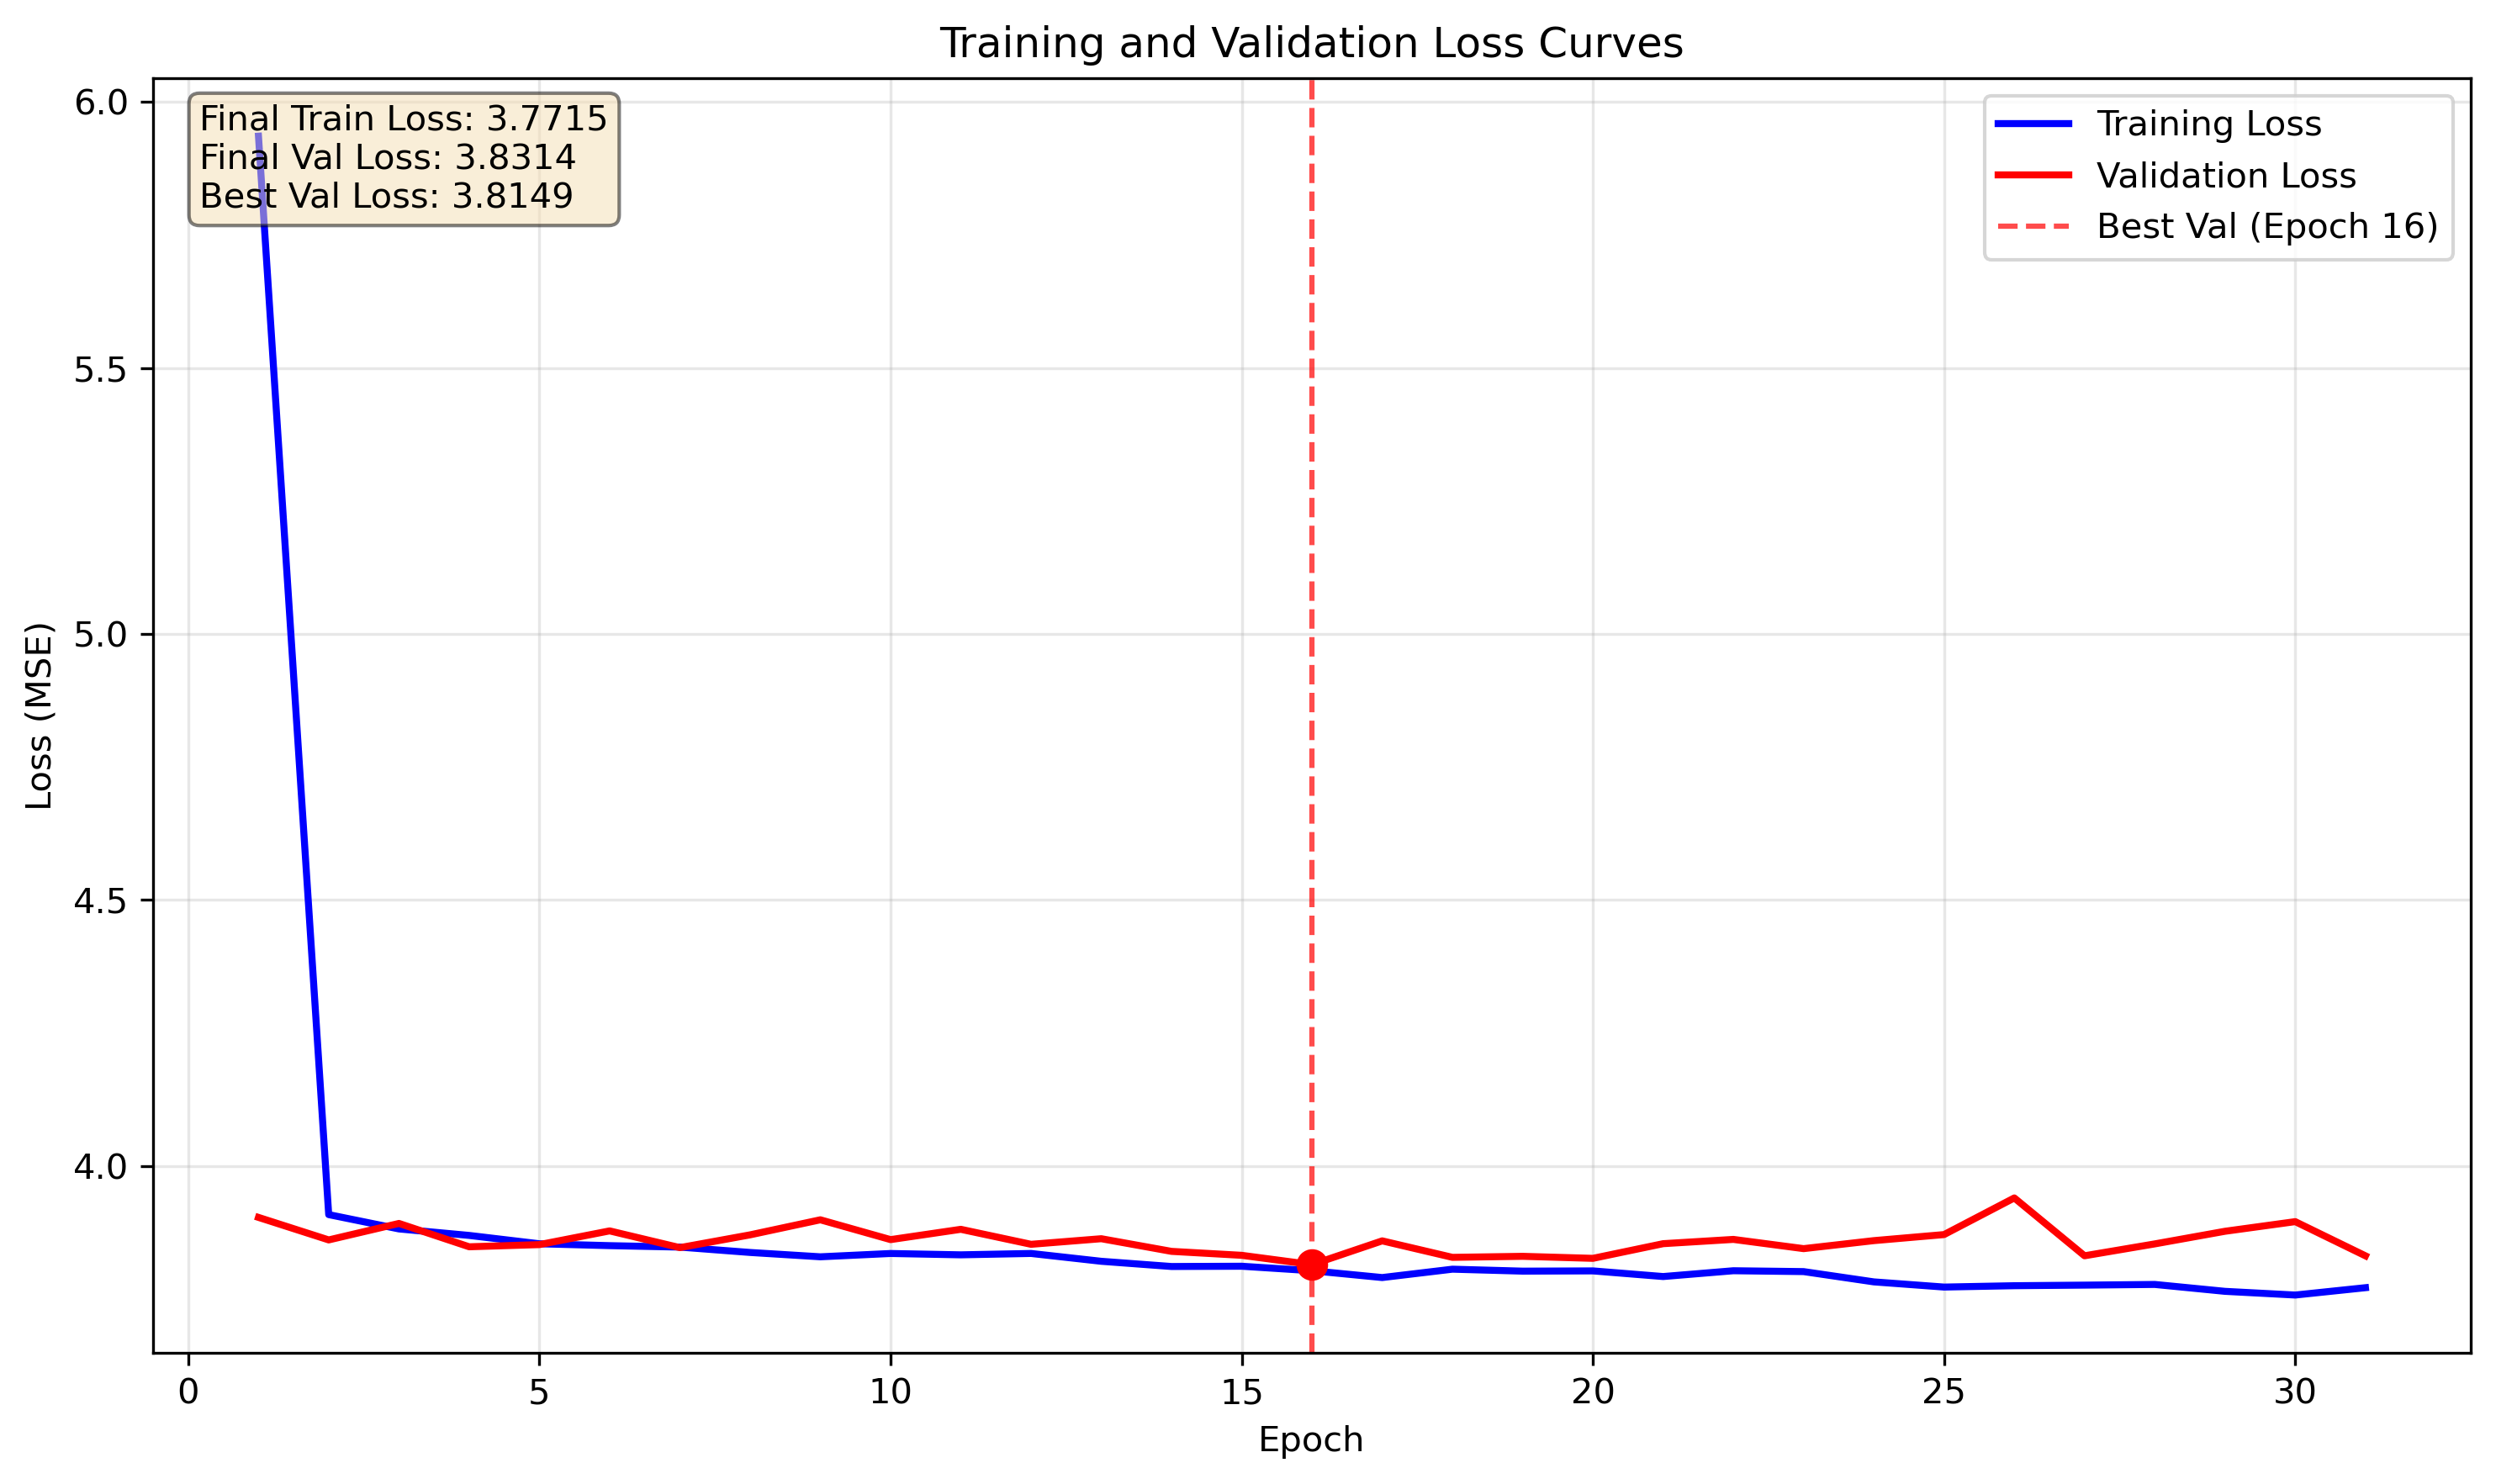 Training and Validation Loss Curves
Final Train Loss: 3.7715
Final Val Loss: 3.8314
Best Val Loss: 3.8149
Training Loss
Validation Loss
Best Val (Epoch 16)
Loss (MSE)
6.0
5.5
5.0
4.5
4.0
0 5 10 15 20 25 30
Epoch